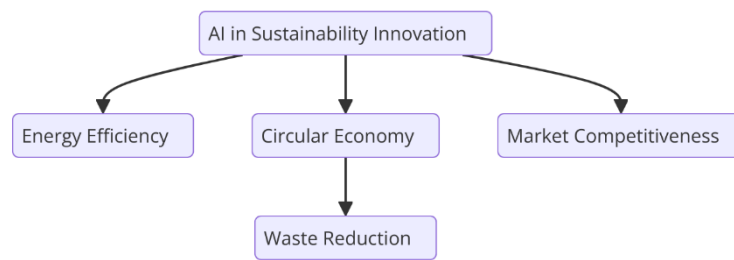 AI in Sustainability Innovation
Energy Efficiency
Circular Economy
Market Competitiveness
Waste Reduction